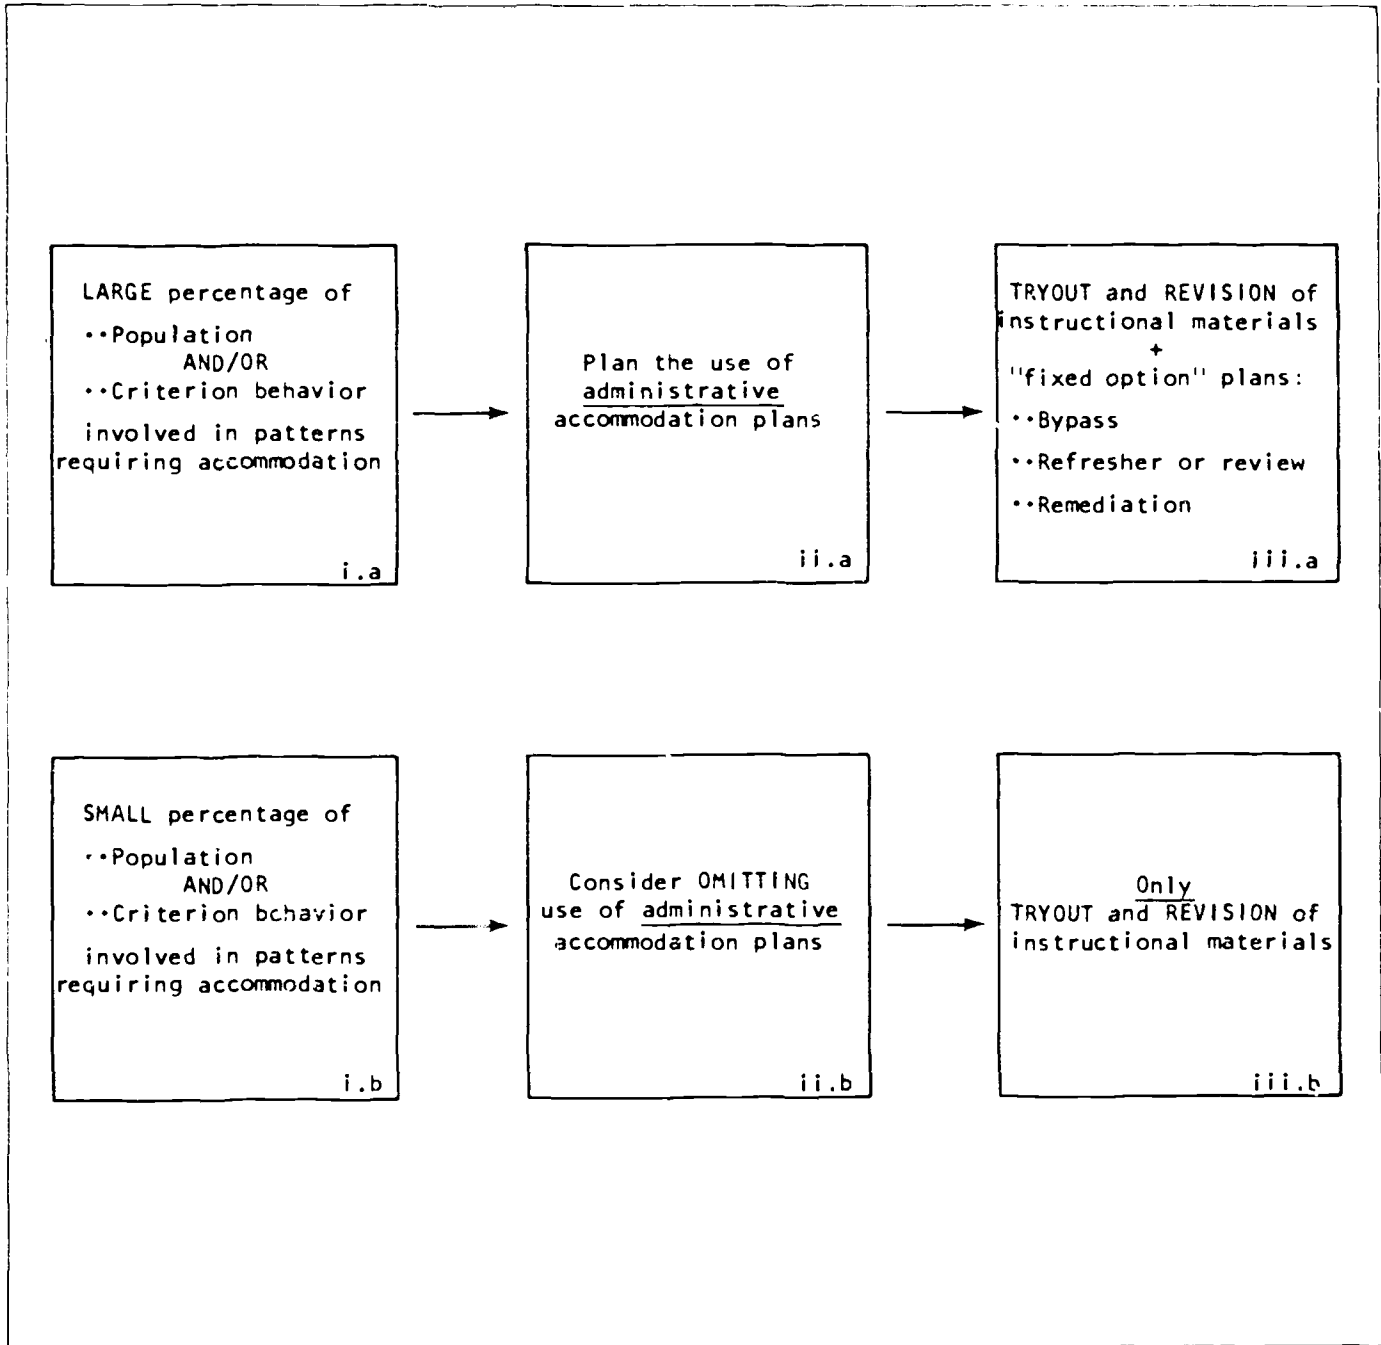 LARGE percentage of
··Population
AND/OR
··Criterion behavior
involved in patterns
requiring accommodation
i.a
Plan the use of
administrative
accommodation plans
ii.a
TRYOUT and REVISION of
instructional materials
+
"fixed option" plans:
··Bypass
··Refresher or review
··Remediation
iii.a
SMALL percentage of
··Population
AND/OR
··Criterion behavior
involved in patterns
requiring accommodation
i.b
Consider OMITTING
use of administrative
accommodation plans
ii.b
Only
TRYOUT and REVISION of
instructional materials
iii.b